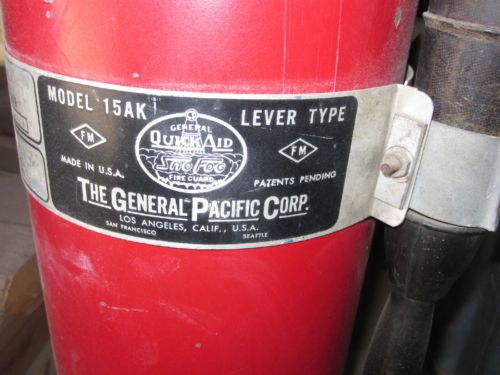 MODEL 15AK
LEVER TYPE
FM
GENERAL
QUICK AID
SNO FOG
FIRE GUARD
FM
MADE IN U.S.A.
PATENTS PENDING
THE GENERAL PACIFIC CORP.
LOS ANGELES, CALIF., U.S.A.
SAN FRANCISCO
SEATTLE